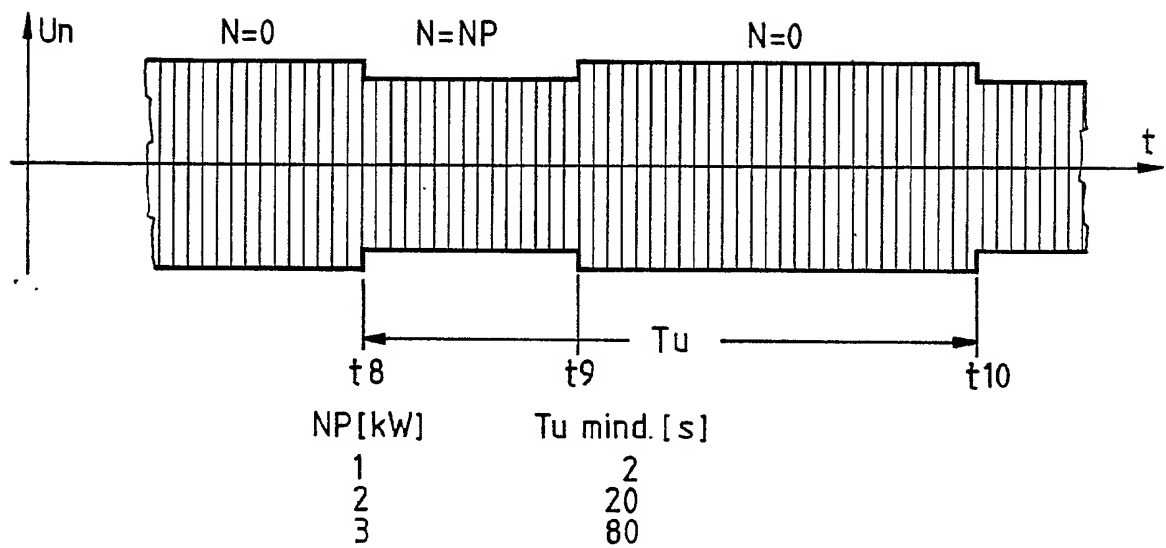 Un N=0 N=NP N=0
t
Tu
t8 t9 t10
NP[kW] Tu mind.[s]
1 2
2 20
3 80